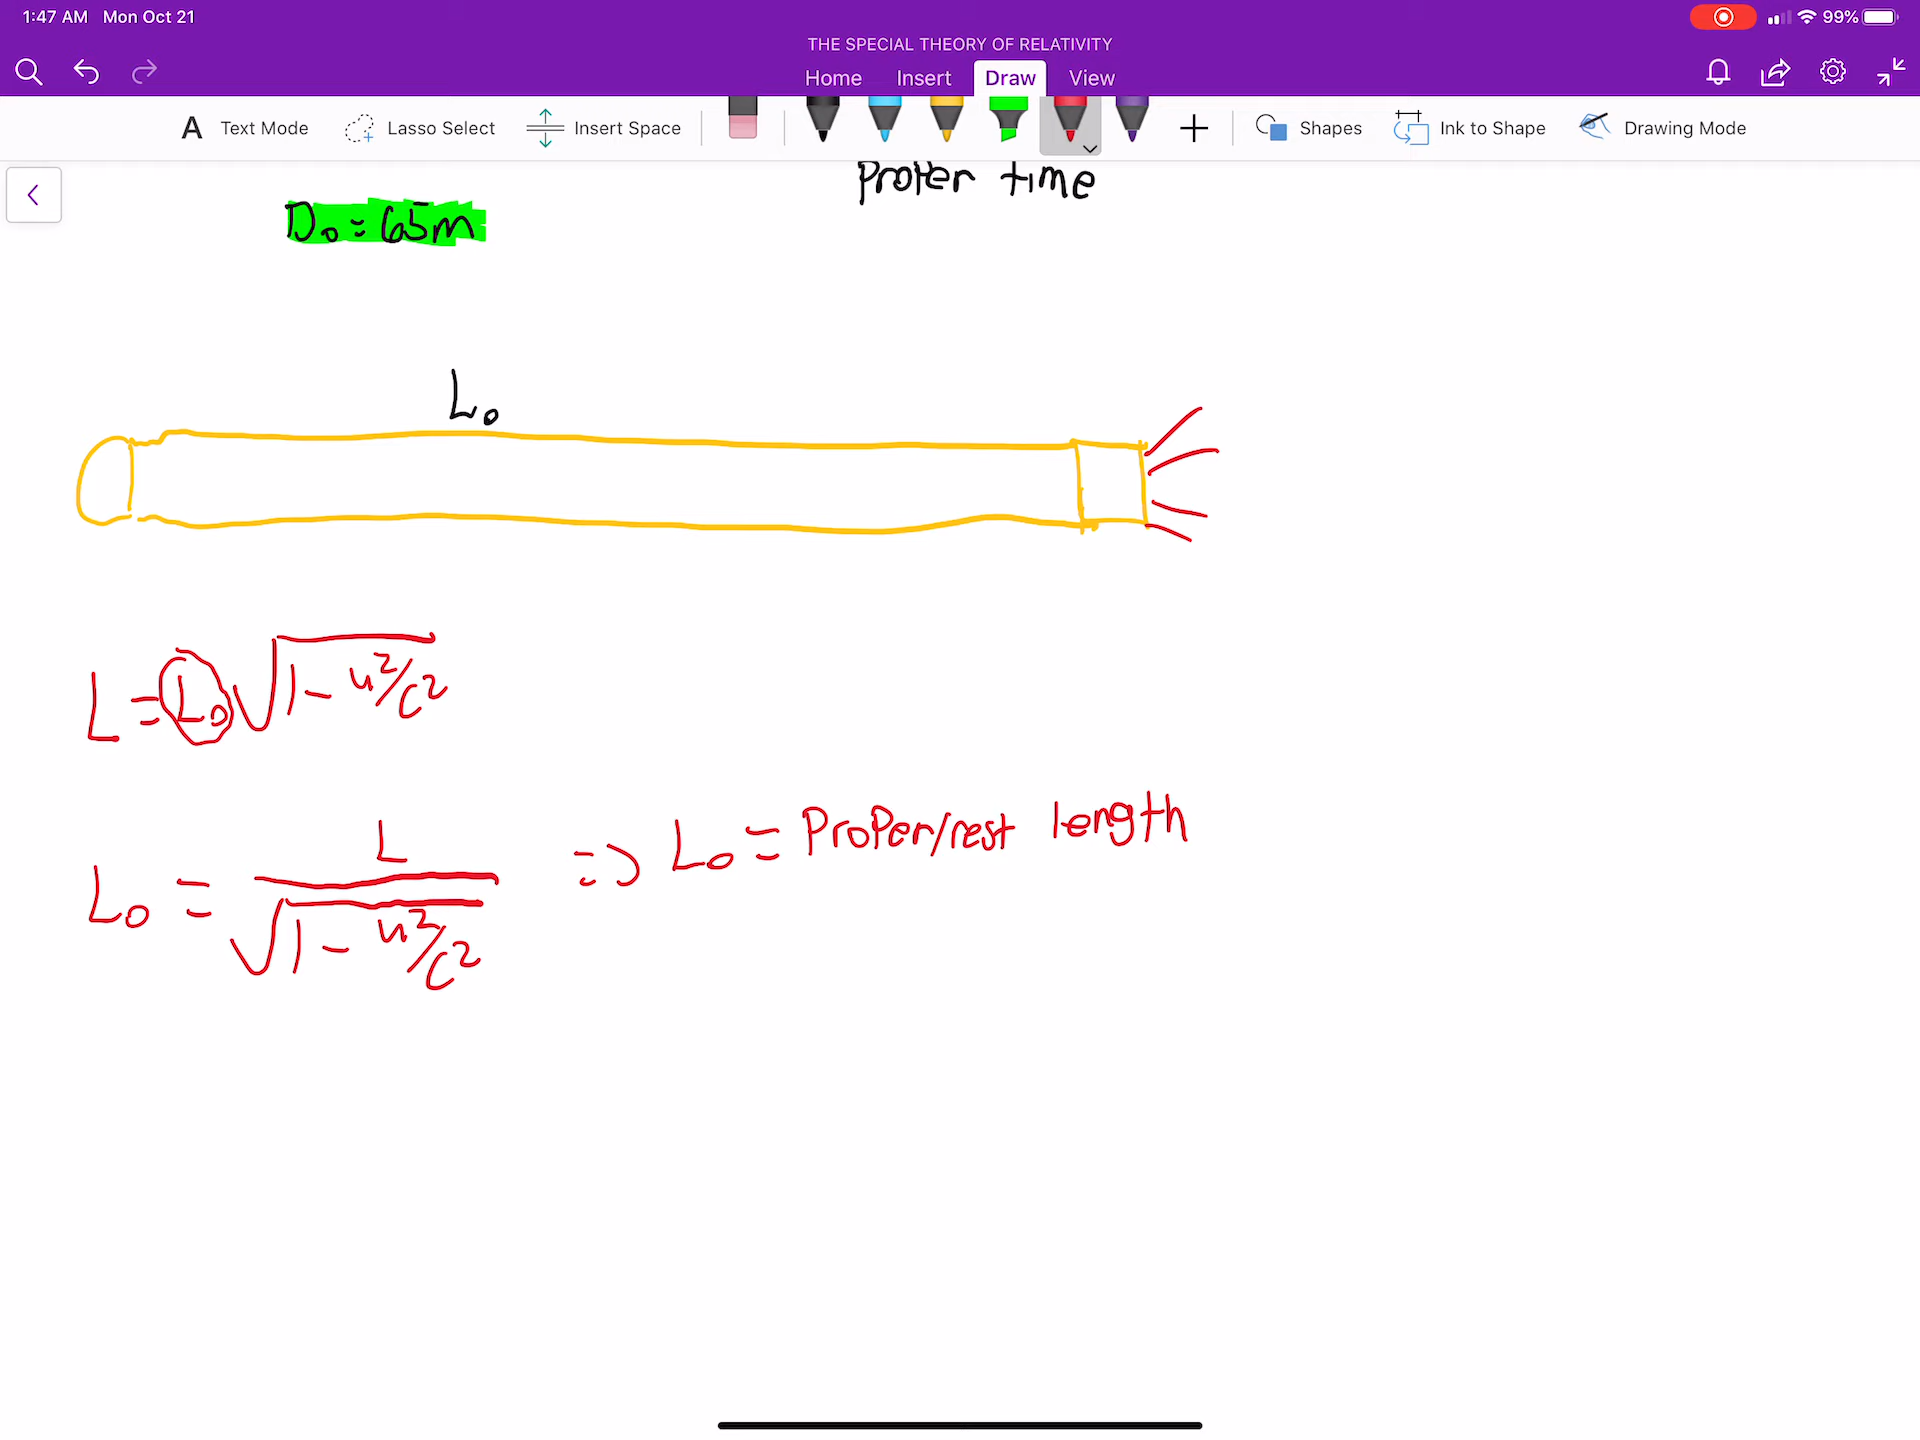 1:47 AM Mon Oct 21 99%
THE SPECIAL THEORY OF RELATIVITY
Home Insert Draw View
A Text Mode Lasso Select Insert Space Shapes Ink to Shape Drawing Mode
Proper time
D₀ = 65m
L₀
L = L₀ √(1 - u²/c²)
L₀ = L / √(1 - u²/c²) => L₀ = Proper/rest length